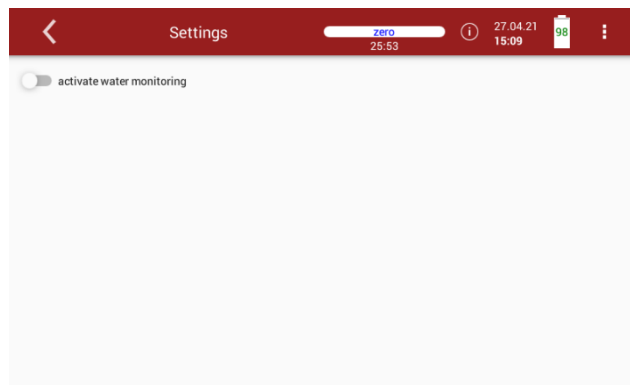 Settings
zero
25:53
27.04.21
15:09
98
activate water monitoring